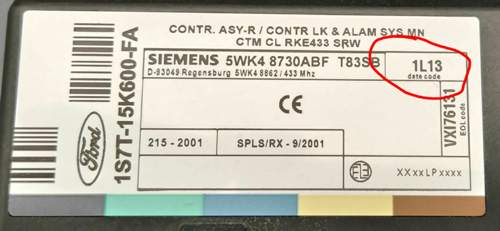 CONTR. ASY-R / CONTR LK & ALAM SYS MN
CTM CL RKE433 SRW
SIEMENS 5WK4 8730ABF T83SB
D-93049 Regensburg 5WK4 8862 / 433 Mhz
1L13
date code
CE
215 - 2001
SPLS/RX - 9/2001
XXxxLPxxxx
VXI76131
EOL code
1S7T-15K600-FA
Ford